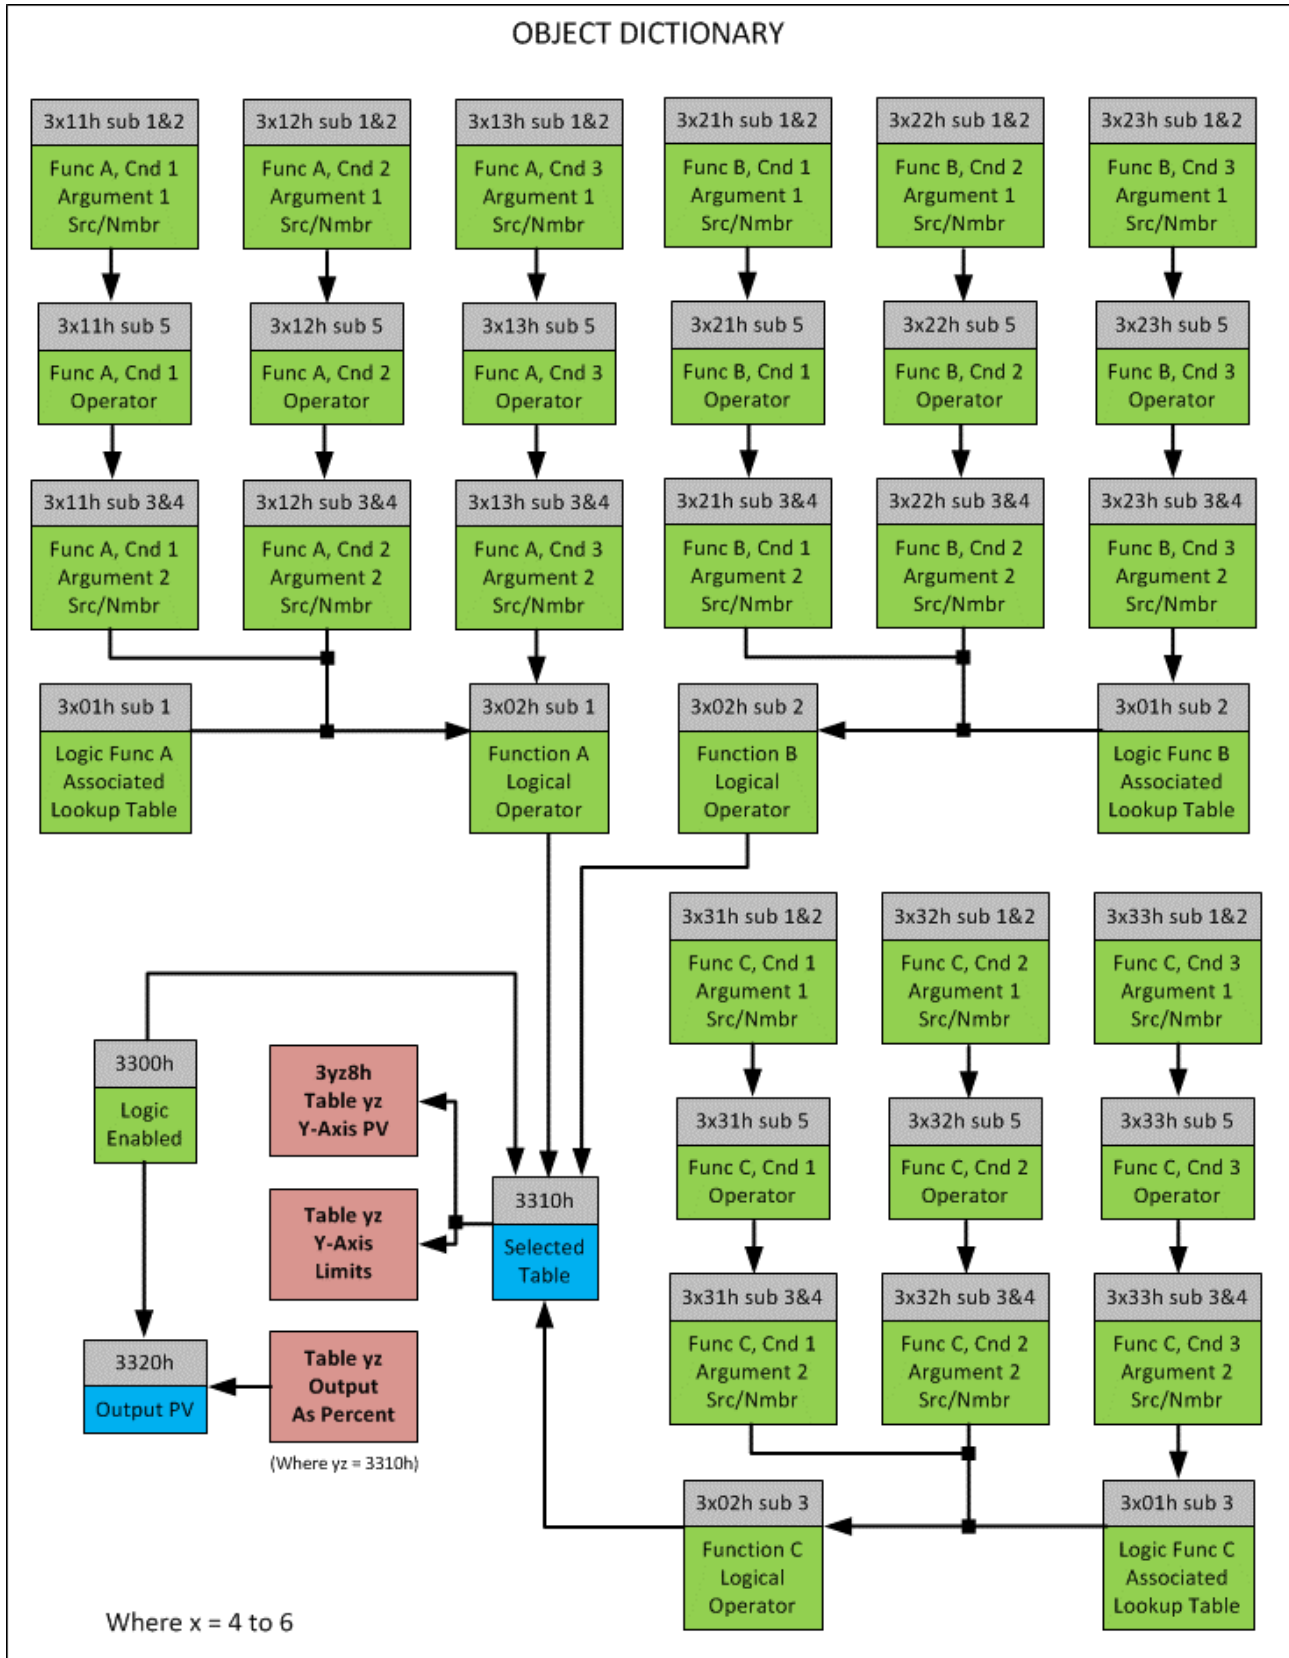 OBJECT DICTIONARY
3x11h sub 1&2
Func A, Cnd 1
Argument 1
Src/Nmbr
3x12h sub 1&2
Func A, Cnd 2
Argument 1
Src/Nmbr
3x13h sub 1&2
Func A, Cnd 3
Argument 1
Src/Nmbr
3x21h sub 1&2
Func B, Cnd 1
Argument 1
Src/Nmbr
3x22h sub 1&2
Func B, Cnd 2
Argument 1
Src/Nmbr
3x23h sub 1&2
Func B, Cnd 3
Argument 1
Src/Nmbr
3x11h sub 5
Func A, Cnd 1
Operator
3x12h sub 5
Func A, Cnd 2
Operator
3x13h sub 5
Func A, Cnd 3
Operator
3x21h sub 5
Func B, Cnd 1
Operator
3x22h sub 5
Func B, Cnd 2
Operator
3x23h sub 5
Func B, Cnd 3
Operator
3x11h sub 3&4
Func A, Cnd 1
Argument 2
Src/Nmbr
3x12h sub 3&4
Func A, Cnd 2
Argument 2
Src/Nmbr
3x13h sub 3&4
Func A, Cnd 3
Argument 2
Src/Nmbr
3x21h sub 3&4
Func B, Cnd 1
Argument 2
Src/Nmbr
3x22h sub 3&4
Func B, Cnd 2
Argument 2
Src/Nmbr
3x23h sub 3&4
Func B, Cnd 3
Argument 2
Src/Nmbr
3x01h sub 1
Logic Func A
Associated
Lookup Table
3x02h sub 1
Function A
Logical
Operator
3x02h sub 2
Function B
Logical
Operator
3x01h sub 2
Logic Func B
Associated
Lookup Table
3x31h sub 1&2
Func C, Cnd 1
Argument 1
Src/Nmbr
3x32h sub 1&2
Func C, Cnd 2
Argument 1
Src/Nmbr
3x33h sub 1&2
Func C, Cnd 3
Argument 1
Src/Nmbr
3300h
Logic
Enabled
3yz8h
Table yz
Y-Axis PV
3x31h sub 5
Func C, Cnd 1
Operator
3x32h sub 5
Func C, Cnd 2
Operator
3x33h sub 5
Func C, Cnd 3
Operator
Table yz
Y-Axis
Limits
3310h
Selected
Table
3x31h sub 3&4
Func C, Cnd 1
Argument 2
Src/Nmbr
3x32h sub 3&4
Func C, Cnd 2
Argument 2
Src/Nmbr
3x33h sub 3&4
Func C, Cnd 3
Argument 2
Src/Nmbr
3320h
Output PV
Table yz
Output
As Percent
(Where yz = 3310h)
3x02h sub 3
Function C
Logical
Operator
3x01h sub 3
Logic Func C
Associated
Lookup Table
Where x = 4 to 6